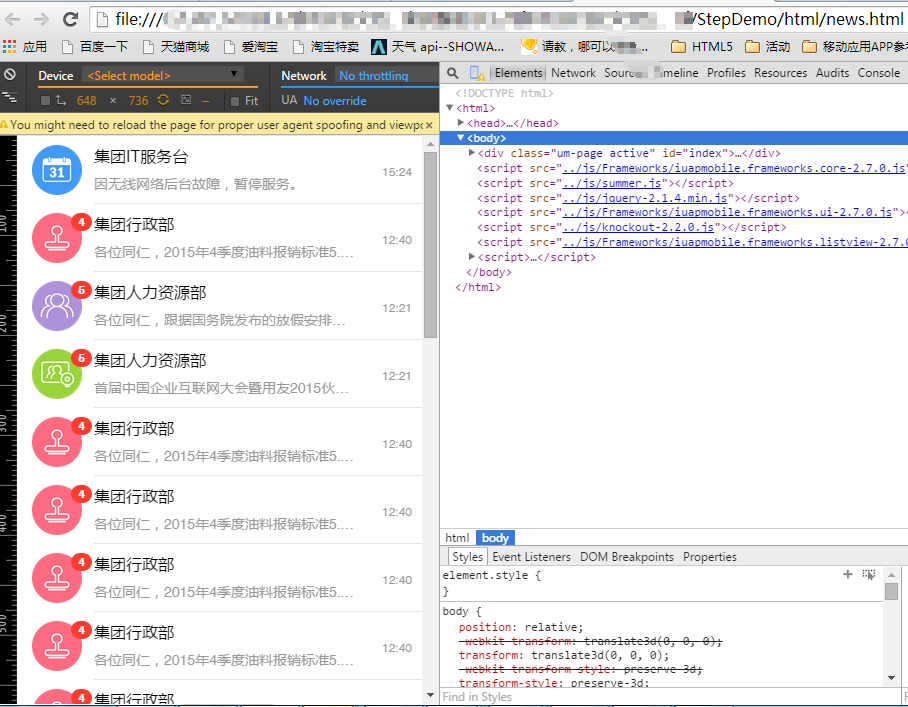 file:/// /StepDemo/html/news.html
应用 百度一下 天猫商城 爱淘宝 淘宝特卖 天气 api--SHOWA... 请教，哪可以 ... HTML5 活动 移动应用APP参
Device <Select model> ▼ Network No throttling
648 × 736 Fit UA No override
You might need to reload the page for proper user agent spoofing and viewpo ×
Elements Network Sourc imeline Profiles Resources Audits Console
<!DOCTYPE html>
▼<html>
▶<head>…</head>
▼<body>
▶<div class="um-page active" id="index">…</div>
<script src="../js/Frameworks/iuapmobile.frameworks.core-2.7.0.js"
<script src="../js/summer.js"></script>
<script src="../js/jquery-2.1.4.min.js"></script>
<script src="../js/Frameworks/iuapmobile.frameworks.ui-2.7.0.js"><
<script src="../js/knockout-2.2.0.js"></script>
<script src="../js/Frameworks/iuapmobile.frameworks.listview-2.7.0
▶<script>…</script>
</body>
</html>
100
200
300
400
500
31
集团IT服务台
因无线网络后台故障，暂停服务。
15:24
4
集团行政部
各位同仁，2015年4季度油料报销标准5....
12:40
5
集团人力资源部
各位同仁，跟据国务院发布的放假安排...
12:21
5
集团人力资源部
首届中国企业互联网大会暨用友2015伙...
12:21
4
集团行政部
各位同仁，2015年4季度油料报销标准5....
12:40
4
集团行政部
各位同仁，2015年4季度油料报销标准5....
12:40
4
集团行政部
各位同仁，2015年4季度油料报销标准5....
12:40
4
集团行政部
各位同仁，2015年4季度油料报销标准5....
12:40
4
集团行政部
html body
Styles Event Listeners DOM Breakpoints Properties
element.style {
}
body {
position: relative;
-webkit-transform: translate3d(0, 0, 0);
transform: translate3d(0, 0, 0);
-webkit-transform-style: preserve-3d;
transform-style: preserve-3d;
Find in Styles